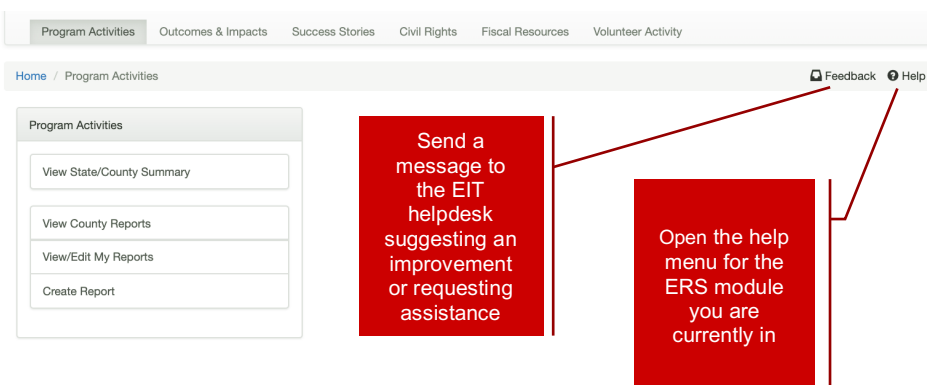 Program Activities Outcomes & Impacts Success Stories Civil Rights Fiscal Resources Volunteer Activity
Home / Program Activities Feedback Help
Program Activities
View State/County Summary
View County Reports
View/Edit My Reports
Create Report
Send a
message to
the EIT
helpdesk
suggesting an
improvement
or requesting
assistance
Open the help
menu for the
ERS module
you are
currently in